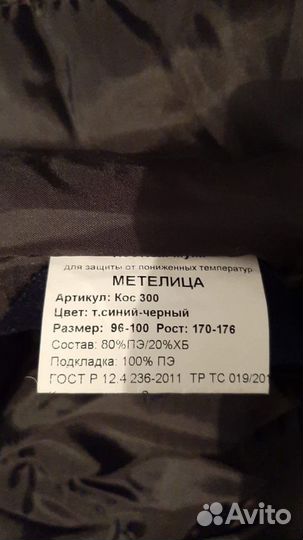 для защиты от пониженных температур
МЕТЕЛИЦА
Артикул: Кос 300
Цвет: т.синий-черный
Размер: 96-100 Рост: 170-176
Состав: 80%ПЭ/20%ХБ
Подкладка: 100% ПЭ
ГОСТ Р 12.4.236-2011 ТР ТС 019/201
Avito